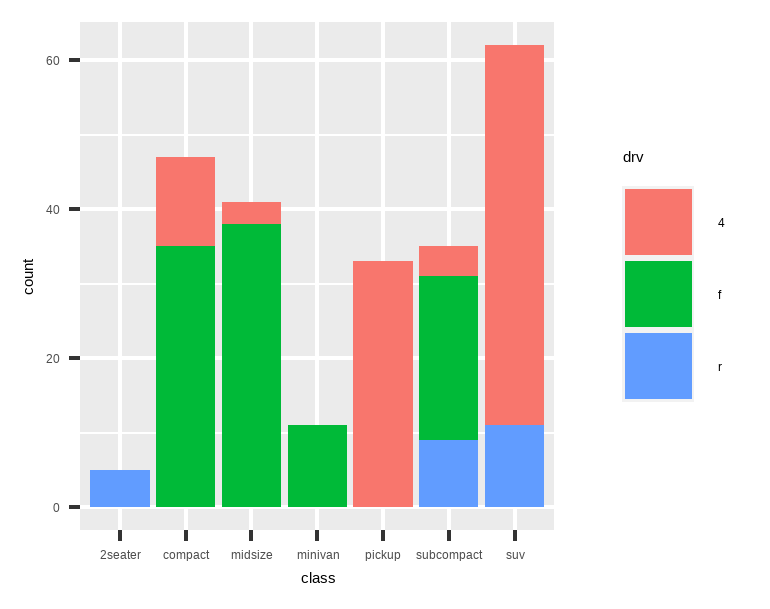 60
40
20
0
count
2seater compact midsize minivan pickup subcompact suv
class
drv
4
f
r